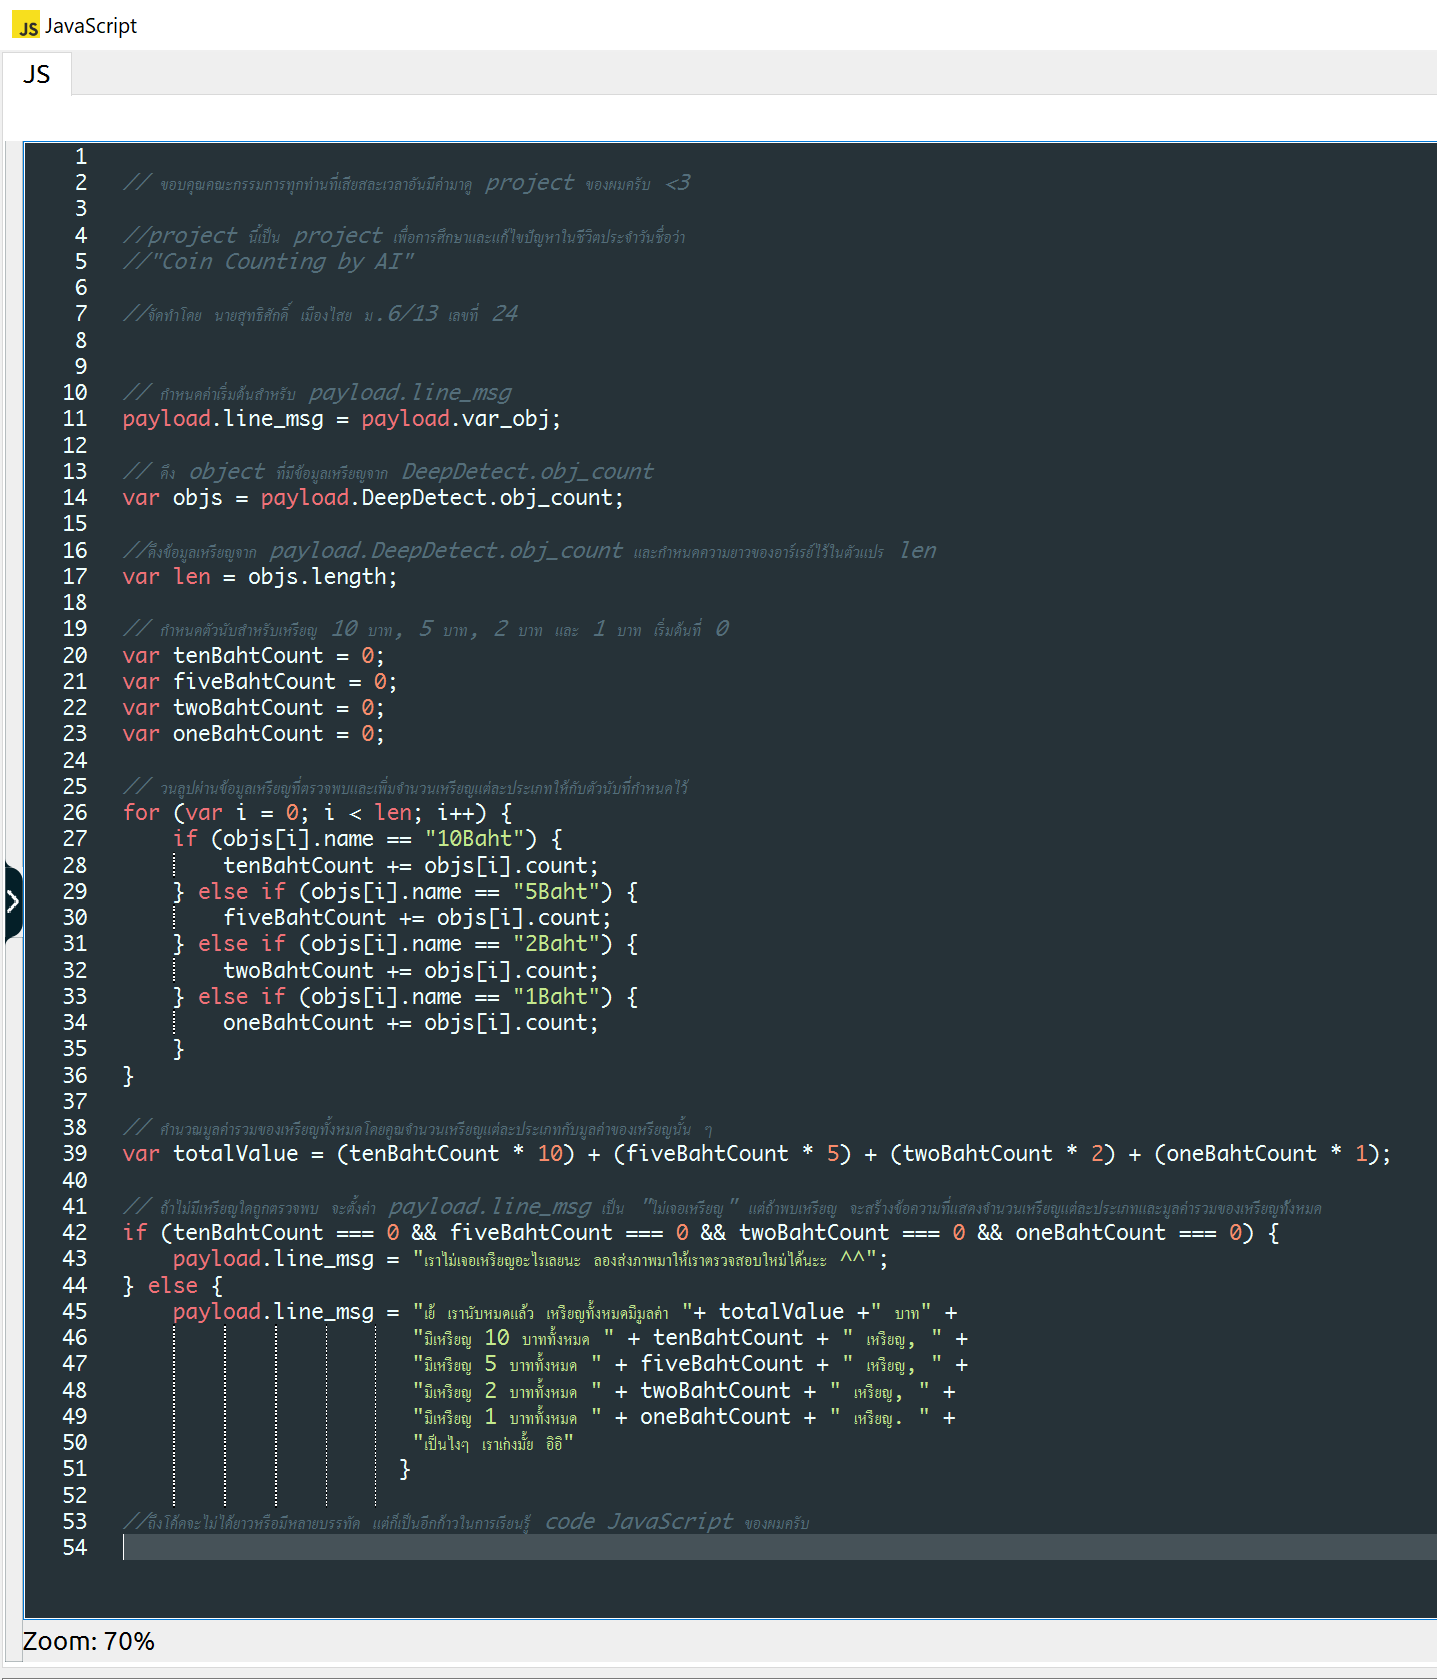 JS JavaScript
JS
1
2 // ขอบคุณคณะกรรมการทุกท่านที่เสียสละเวลาอันมีค่ามาดู project ของผมครับ <3
3
4 //project นี้เป็น project เพื่อการศึกษาและแก้ไขปัญหาในชีวิตประจำวันชื่อว่า
5 //"Coin Counting by AI"
6
7 //จัดทำโดย นายสุทธิศักดิ์ เมืองไสย ม.6/13 เลขที่ 24
8
9
10 // กำหนดค่าเริ่มต้นสำหรับ payload.line_msg
11 payload.line_msg = payload.var_obj;
12
13 // ดึง object ที่มีข้อมูลเหรียญจาก DeepDetect.obj_count
14 var objs = payload.DeepDetect.obj_count;
15
16 //ดึงข้อมูลเหรียญจาก payload.DeepDetect.obj_count และกำหนดความยาวของอาร์เรย์ไว้ในตัวแปร len
17 var len = objs.length;
18
19 // กำหนดตัวนับสำหรับเหรียญ 10 บาท, 5 บาท, 2 บาท และ 1 บาท เริ่มต้นที่ 0
20 var tenBahtCount = 0;
21 var fiveBahtCount = 0;
22 var twoBahtCount = 0;
23 var oneBahtCount = 0;
24
25 // วนลูปผ่านข้อมูลเหรียญที่ตรวจพบและเพิ่มจำนวนเหรียญแต่ละประเภทให้กับตัวนับที่กำหนดไว้
26 for (var i = 0; i < len; i++) {
27 if (objs[i].name == "10Baht") {
28 tenBahtCount += objs[i].count;
29 } else if (objs[i].name == "5Baht") {
30 fiveBahtCount += objs[i].count;
31 } else if (objs[i].name == "2Baht") {
32 twoBahtCount += objs[i].count;
33 } else if (objs[i].name == "1Baht") {
34 oneBahtCount += objs[i].count;
35 }
36 }
37
38 // คำนวณมูลค่ารวมของเหรียญทั้งหมดโดยคูณจำนวนเหรียญแต่ละประเภทกับมูลค่าของเหรียญนั้น ๆ
39 var totalValue = (tenBahtCount * 10) + (fiveBahtCount * 5) + (twoBahtCount * 2) + (oneBahtCount * 1);
40
41 // ถ้าไม่มีเหรียญใดถูกตรวจพบ จะตั้งค่า payload.line_msg เป็น "ไม่เจอเหรียญ" แต่ถ้าพบเหรียญ จะสร้างข้อความที่แสดงจำนวนเหรียญแต่ละประเภทและมูลค่ารวมของเหรียญทั้งหมด
42 if (tenBahtCount === 0 && fiveBahtCount === 0 && twoBahtCount === 0 && oneBahtCount === 0) {
43 payload.line_msg = "เราไม่เจอเหรียญอะไรเลยนะ ลองส่งภาพมาให้เราตรวจสอบใหม่ได้นะะ ^^";
44 } else {
45 payload.line_msg = "เย้ เรานับหมดแล้ว เหรียญทั้งหมดมีมูลค่า "+ totalValue +" บาท" +
46 "มีเหรียญ 10 บาททั้งหมด " + tenBahtCount + " เหรียญ, " +
47 "มีเหรียญ 5 บาททั้งหมด " + fiveBahtCount + " เหรียญ, " +
48 "มีเหรียญ 2 บาททั้งหมด " + twoBahtCount + " เหรียญ, " +
49 "มีเหรียญ 1 บาททั้งหมด " + oneBahtCount + " เหรียญ. " +
50 "เป็นไงๆ เราเก่งมั้ย อิอิ"
51 }
52
53 //ถึงโค้ดจะไม่ได้ยาวหรือมีหลายบรรทัด แต่ก็เป็นอีกก้าวในการเรียนรู้ code JavaScript ของผมครับ
54
Zoom: 70%